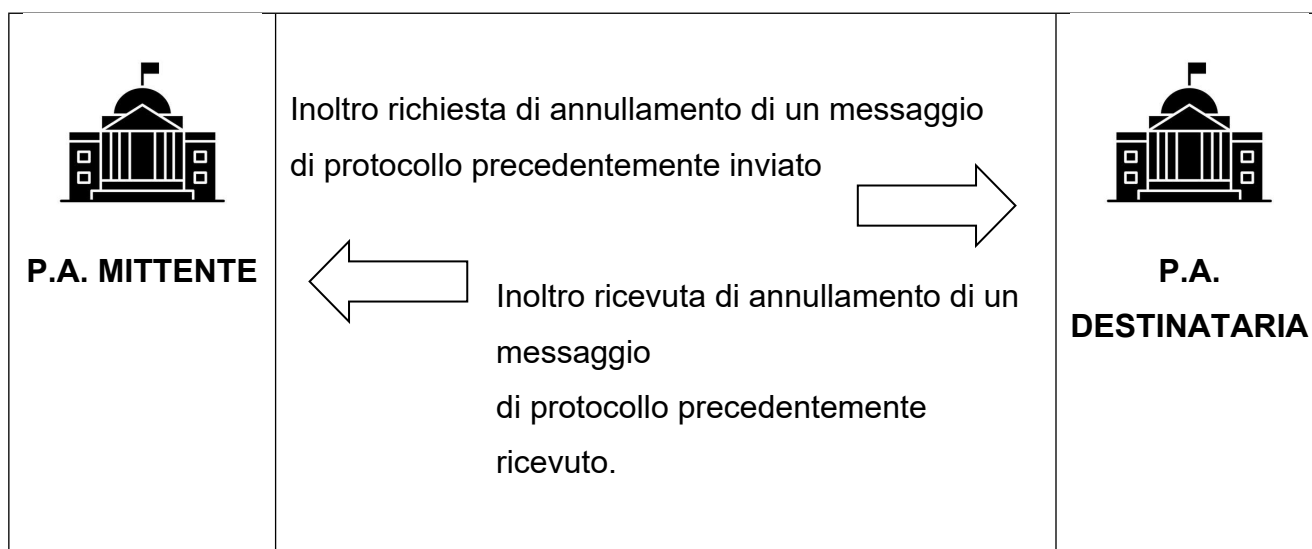 P.A. MITTENTE
Inoltro richiesta di annullamento di un messaggio
di protocollo precedentemente inviato
Inoltro ricevuta di annullamento di un
messaggio
di protocollo precedentemente
ricevuto.
P.A.
DESTINATARIA